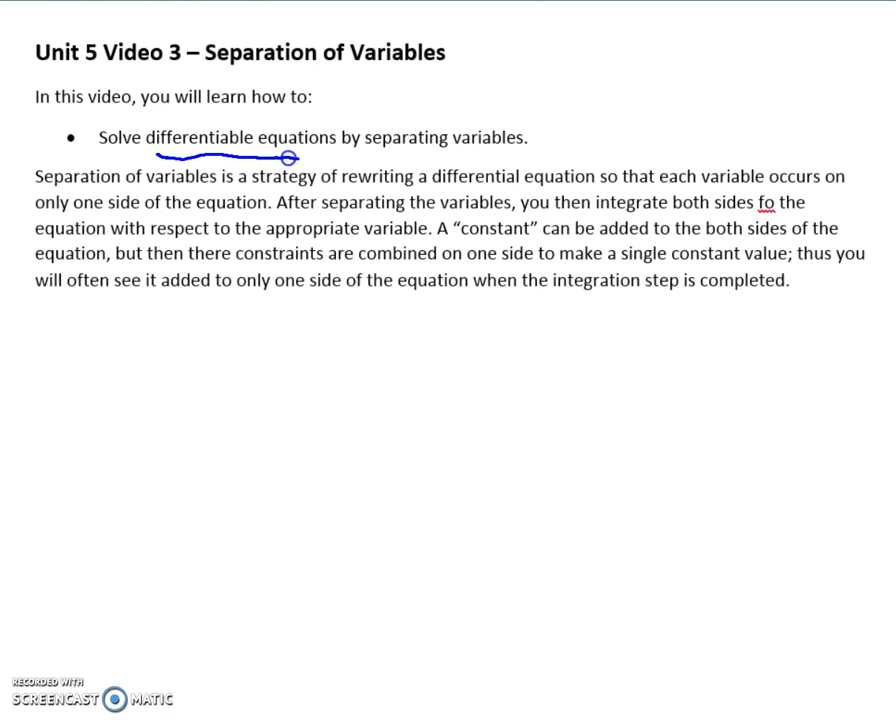 Unit 5 Video 3 – Separation of Variables
In this video, you will learn how to:
• Solve differentiable equations by separating variables.
Separation of variables is a strategy of rewriting a differential equation so that each variable occurs on
only one side of the equation. After separating the variables, you then integrate both sides fo the
equation with respect to the appropriate variable. A “constant” can be added to the both sides of the
equation, but then there constraints are combined on one side to make a single constant value; thus you
will often see it added to only one side of the equation when the integration step is completed.
RECORDED WITH
SCREENCAST MATIC